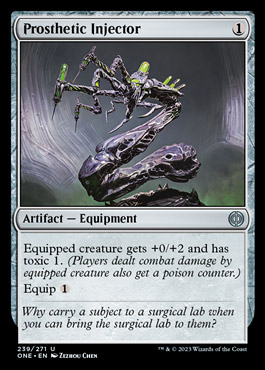 Prosthetic Injector 1
Artifact — Equipment
Equipped creature gets +0/+2 and has
toxic 1. (Players dealt combat damage by
equipped creature also get a poison counter.)
Equip 1
Why carry a subject to a surgical lab when
you can bring the surgical lab to them?
239/271 U
ONE • EN ZEZHOU CHEN
™ & © 2023 Wizards of the Coast